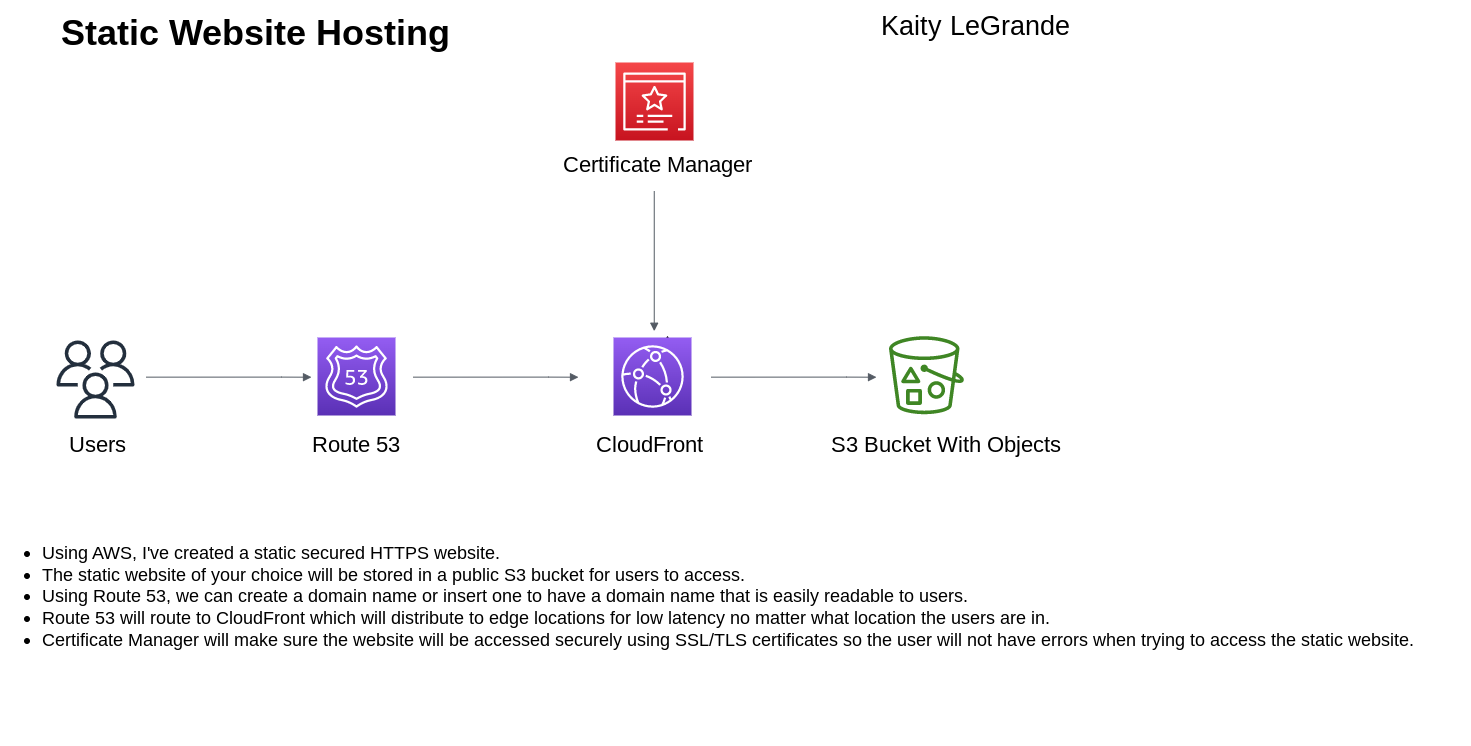 Static Website Hosting
Kaity LeGrande
Certificate Manager
53
Users
Route 53
CloudFront
S3 Bucket With Objects
• Using AWS, I've created a static secured HTTPS website.
• The static website of your choice will be stored in a public S3 bucket for users to access.
• Using Route 53, we can create a domain name or insert one to have a domain name that is easily readable to users.
• Route 53 will route to CloudFront which will distribute to edge locations for low latency no matter what location the users are in.
• Certificate Manager will make sure the website will be accessed securely using SSL/TLS certificates so the user will not have errors when trying to access the static website.